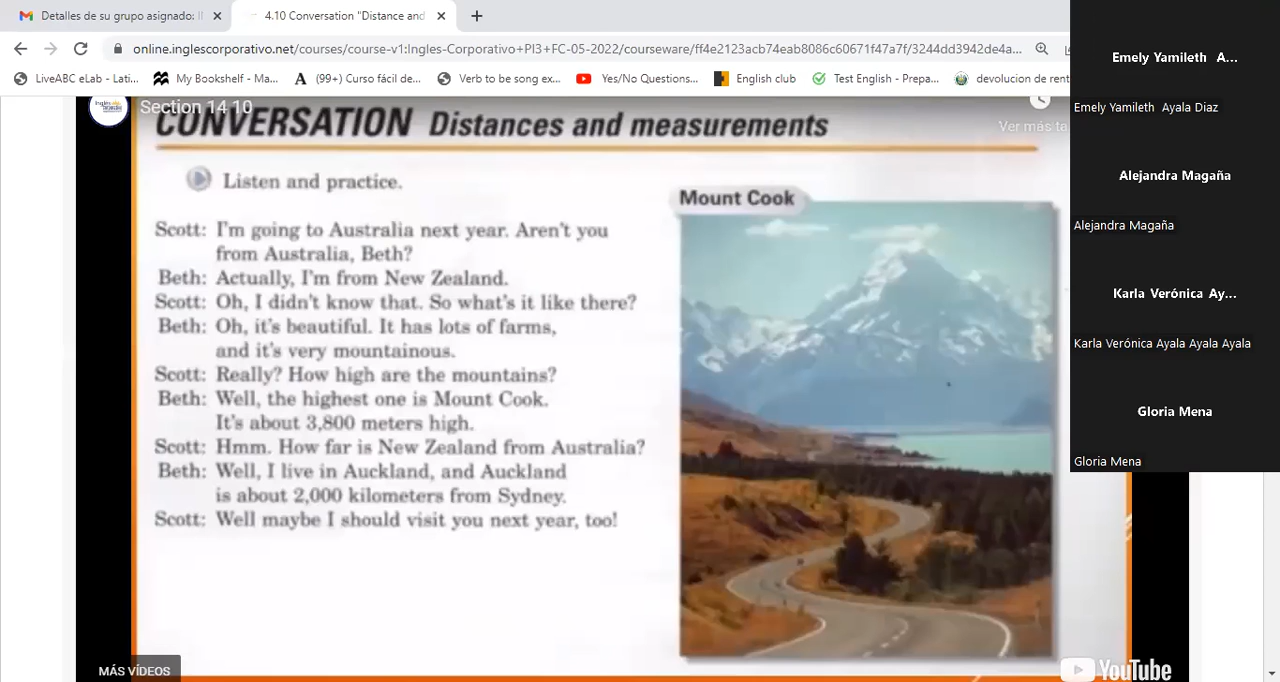 Detalles de su grupo asignado: II
4.10 Conversation "Distance and
online.inglescorporativo.net/courses/course-v1:Ingles-Corporativo+PI3+FC-05-2022/courseware/ff4e2123acb74eab8086c60671f47a7f/3244dd3942de4a...
LiveABC eLab - Lati...
My Bookshelf - Ma...
(99+) Curso fácil de...
Verb to be song ex...
Yes/No Questions...
English club
Test English - Prepa...
devolucion de rent
Section 14 10
Ver más ta
CONVERSATION Distances and measurements
Listen and practice.
Mount Cook
Scott: I'm going to Australia next year. Aren't you
from Australia, Beth?
Beth: Actually, I'm from New Zealand.
Scott: Oh, I didn't know that. So what's it like there?
Beth: Oh, it's beautiful. It has lots of farms,
and it's very mountainous.
Scott: Really? How high are the mountains?
Beth: Well, the highest one is Mount Cook.
It's about 3,800 meters high.
Scott: Hmm. How far is New Zealand from Australia?
Beth: Well, I live in Auckland, and Auckland
is about 2,000 kilometers from Sydney.
Scott: Well maybe I should visit you next year, too!
MÁS VÍDEOS
YouTube
Emely Yamileth A...
Emely Yamileth Ayala Diaz
Alejandra Magaña
Alejandra Magaña
Karla Verónica Ay...
Karla Verónica Ayala Ayala Ayala
Gloria Mena
Gloria Mena